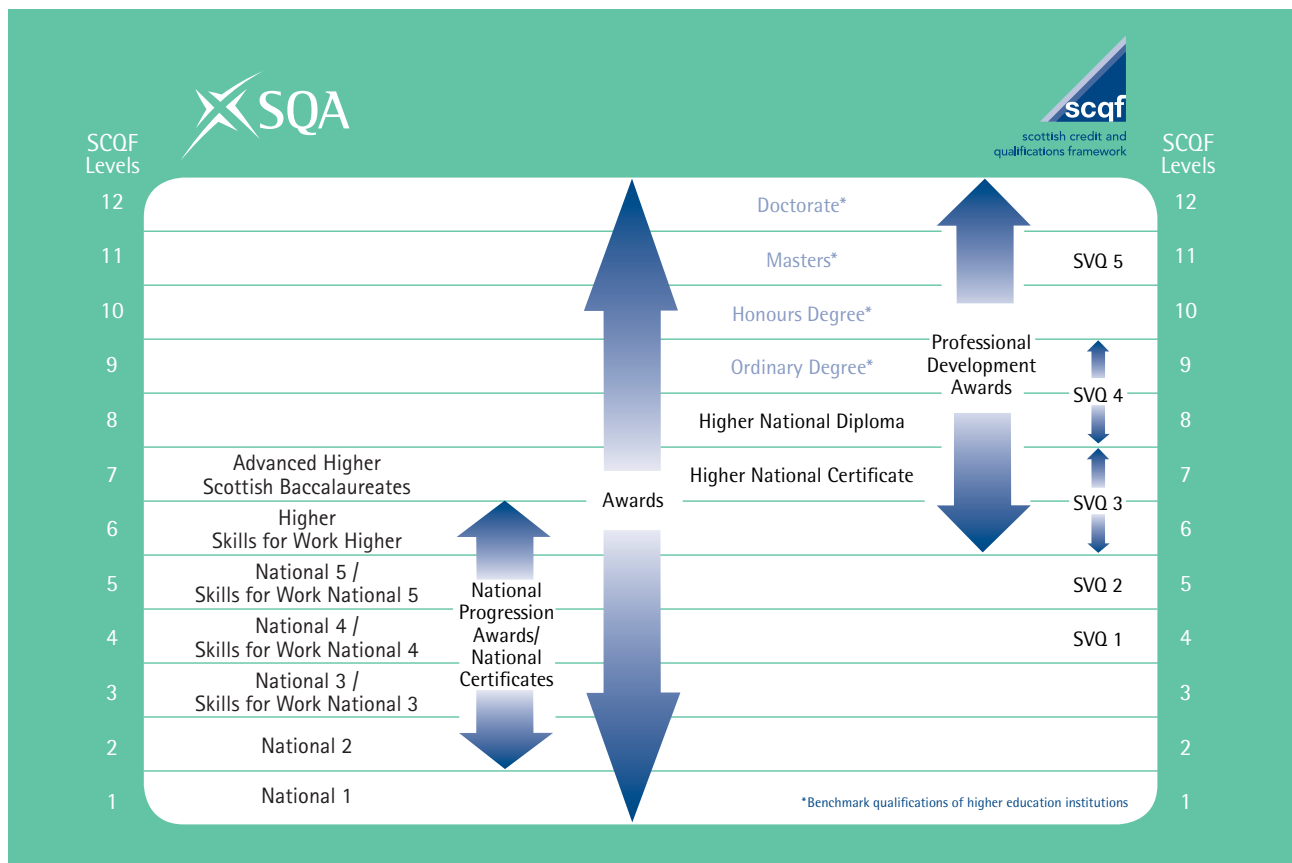 SQA
scqf
scottish credit and
qualifications framework
SCQF
Levels
SCQF
Levels
12
Doctorate*
12
11
Masters*
SVQ 5
11
10
Honours Degree*
10
9
Ordinary Degree*
Professional
Development
Awards
9
SVQ 4
8
Higher National Diploma
8
7
Advanced Higher
Scottish Baccalaureates
Higher National Certificate
7
Awards
SVQ 3
6
Higher
Skills for Work Higher
6
5
National 5 /
Skills for Work National 5
National
Progression
Awards/
National
Certificates
SVQ 2
5
4
National 4 /
Skills for Work National 4
SVQ 1
4
3
National 3 /
Skills for Work National 3
3
2
National 2
2
1
National 1
*Benchmark qualifications of higher education institutions
1